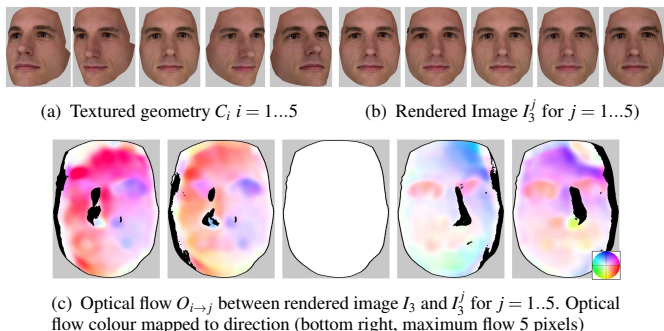 (a) Textured geometry C_i i = 1...5
(b) Rendered Image I_3^j for j = 1...5)
(c) Optical flow O_{i→j} between rendered image I_3 and I_3^j for j = 1..5. Optical
flow colour mapped to direction (bottom right, maximum flow 5 pixels)